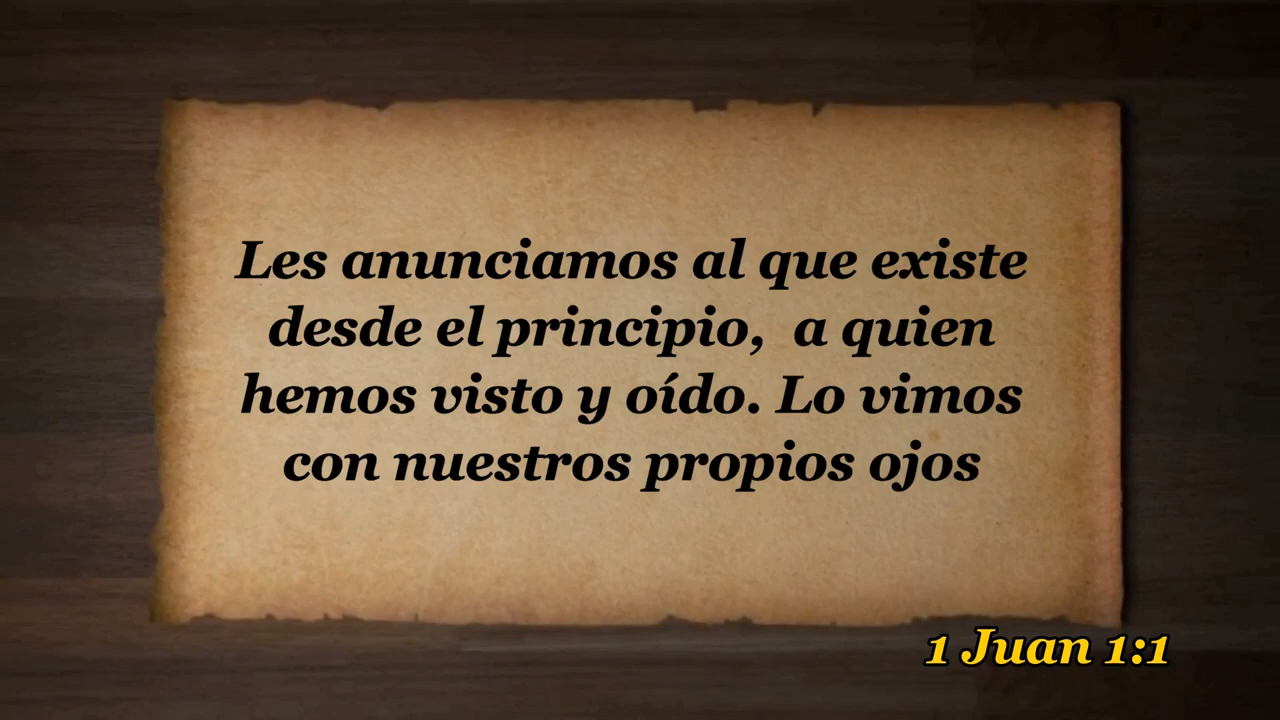 Les anunciamos al que existe
desde el principio,  a quien
hemos visto y oído. Lo vimos
con nuestros propios ojos
1 Juan 1:1